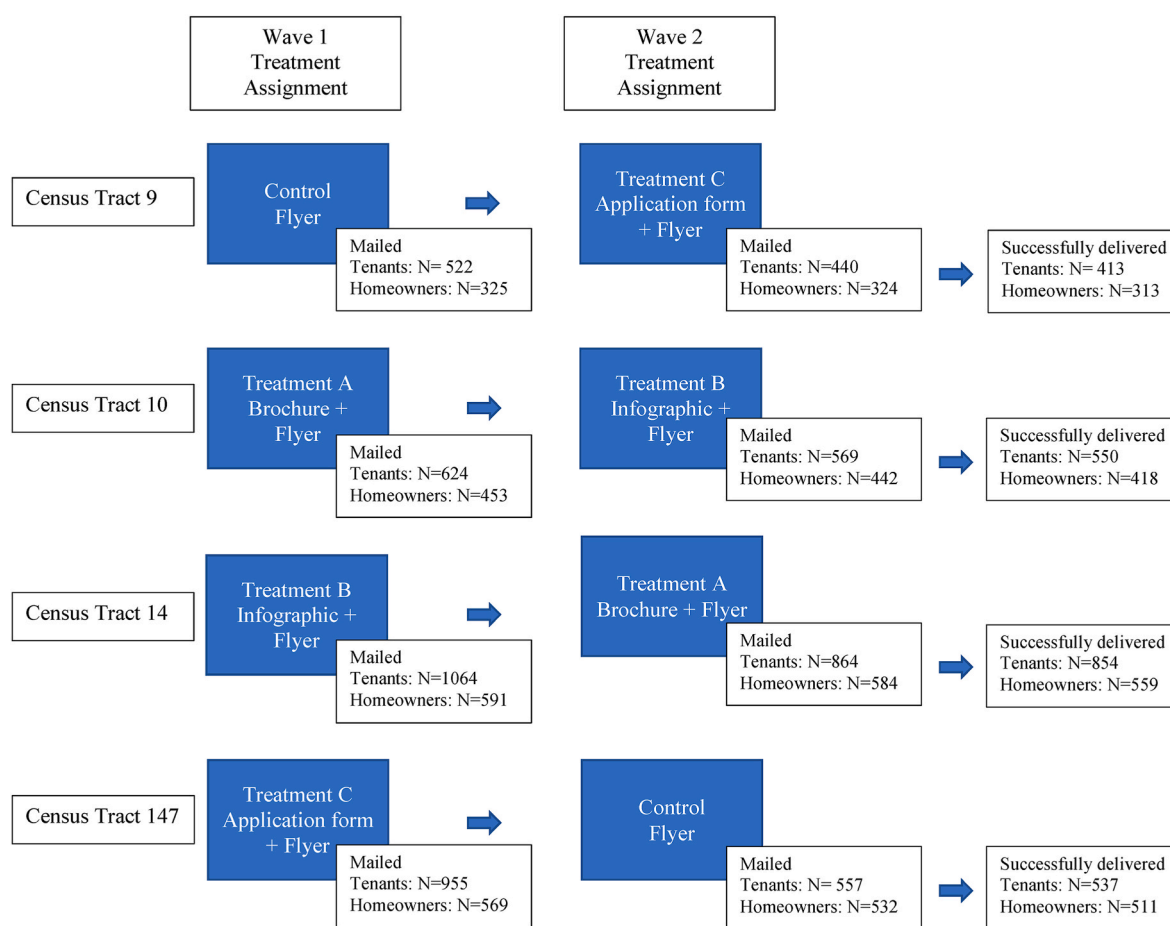 Wave 1
Treatment
Assignment
Wave 2
Treatment
Assignment
Census Tract 9
Control
Flyer
Mailed
Tenants: N= 522
Homeowners: N=325
Treatment C
Application form
+ Flyer
Mailed
Tenants: N=440
Homeowners: N=324
Successfully delivered
Tenants: N= 413
Homeowners: N=313
Census Tract 10
Treatment A
Brochure +
Flyer
Mailed
Tenants: N=624
Homeowners: N=453
Treatment B
Infographic +
Flyer
Mailed
Tenants: N=569
Homeowners: N=442
Successfully delivered
Tenants: N=550
Homeowners: N=418
Census Tract 14
Treatment B
Infographic +
Flyer
Mailed
Tenants: N=1064
Homeowners: N=591
Treatment A
Brochure + Flyer
Mailed
Tenants: N=864
Homeowners: N=584
Successfully delivered
Tenants: N=854
Homeowners: N=559
Census Tract 147
Treatment C
Application form
+ Flyer
Mailed
Tenants: N=955
Homeowners: N=569
Control
Flyer
Mailed
Tenants: N= 557
Homeowners: N=532
Successfully delivered
Tenants: N=537
Homeowners: N=511